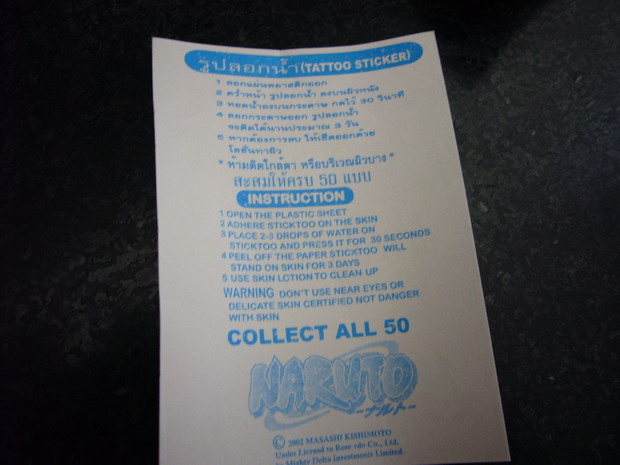 รูปลอกน้ำ (TATTOO STICKER)
1 ลอกแผ่นพลาสติกออก
2 คว่ำหน้า รูปลอกน้ำ ลงบนผิวหนัง
3 หยดน้ำลงบนกระดาษ กดไว้ 30 วินาที
4 ลอกกระดาษออก รูปลอกน้ำ
จะติดได้นานประมาณ 3 วัน
5 หากต้องการลบ ให้เช็ดออกด้วย
โลชั่นทาผิว
" ห้ามติดใกล้ตา หรือบริเวณผิวบาง "
สะสมให้ครบ 50 แบบ
INSTRUCTION
1 OPEN THE PLASTIC SHEET
2 ADHERE STICKTOO ON THE SKIN
3 PLACE 2-3 DROPS OF WATER ON
STICKTOO AND PRESS IT FOR 30 SECONDS
4 PEEL OFF THE PAPER STICKTOO WILL
STAND ON SKIN FOR 3 DAYS
5 USE SKIN LCTION TO CLEAN UP
WARNING DON'T USE NEAR EYES OR
DELICATE SKIN CERTIFIED NOT DANGER
WITH SKIN
COLLECT ALL 50
NARUTO
-ナルト-
© 2002 MASASHI KISHIMOTO
Under Licensed to Rose Co., Ltd.
by Mighty Delta Investments Limited.